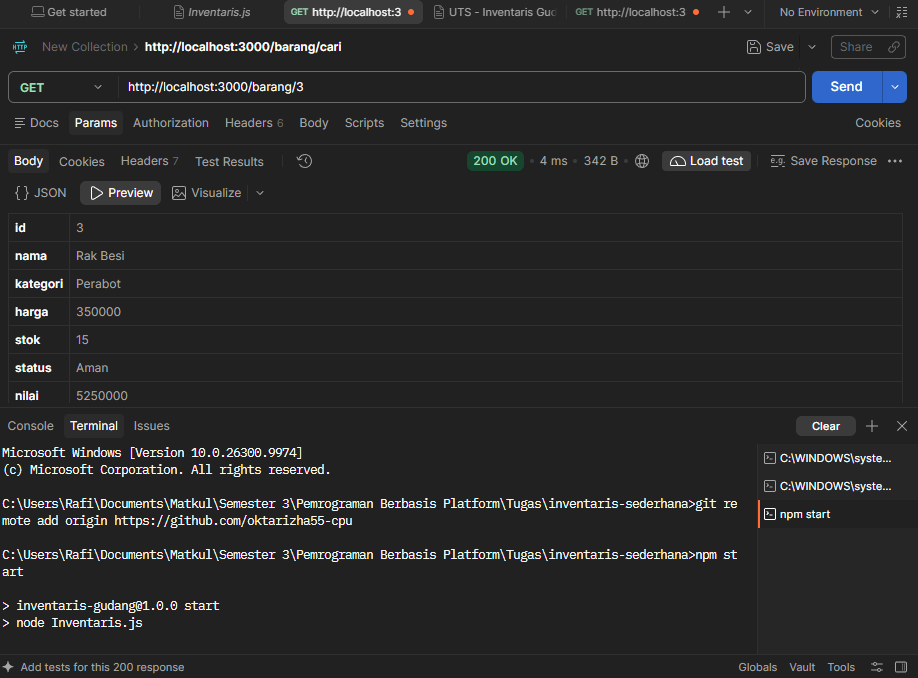 Get started Inventaris.js GET http://localhost:3 UTS - Inventaris Gud GET http://localhost:3 No Environment
HTTP New Collection > http://localhost:3000/barang/cari Save Share
GET http://localhost:3000/barang/3 Send
Docs Params Authorization Headers 6 Body Scripts Settings Cookies
Body Cookies Headers 7 Test Results 200 OK • 4 ms • 342 B • Load test e.g. Save Response
{} JSON Preview Visualize
id 3
nama Rak Besi
kategori Perabot
harga 350000
stok 15
status Aman
nilai 5250000
Console Terminal Issues Clear
Microsoft Windows [Version 10.0.26300.9974]
(c) Microsoft Corporation. All rights reserved.
C:\Users\Rafi\Documents\Matkul\Semester 3\Pemrograman Berbasis Platform\Tugas\inventaris-sederhana>git re
mote add origin https://github.com/oktarizha55-cpu
C:\Users\Rafi\Documents\Matkul\Semester 3\Pemrograman Berbasis Platform\Tugas\inventaris-sederhana>npm st
art
> inventaris-gudang@1.0.0 start
> node Inventaris.js
C:\WINDOWS\syste...
C:\WINDOWS\syste...
npm start
Add tests for this 200 response Globals Vault Tools